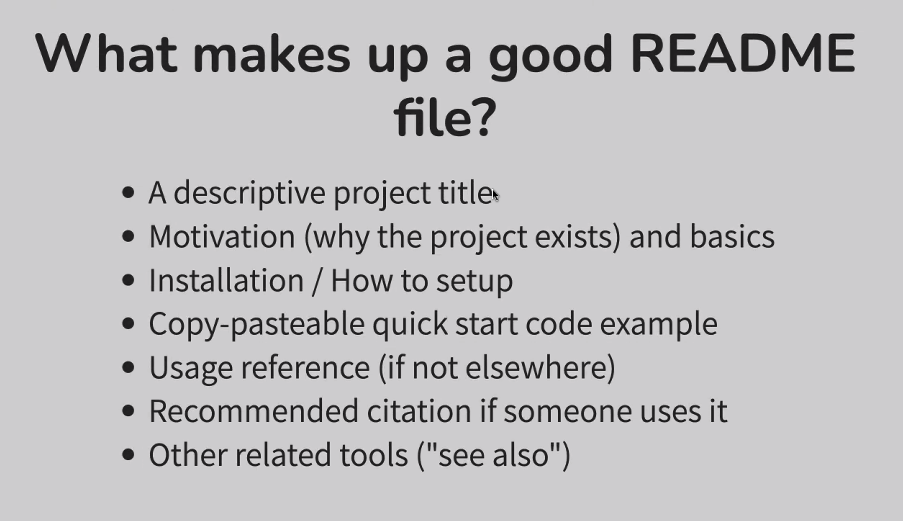 What makes up a good README
file?
• A descriptive project title
• Motivation (why the project exists) and basics
• Installation / How to setup
• Copy-pasteable quick start code example
• Usage reference (if not elsewhere)
• Recommended citation if someone uses it
• Other related tools ("see also")